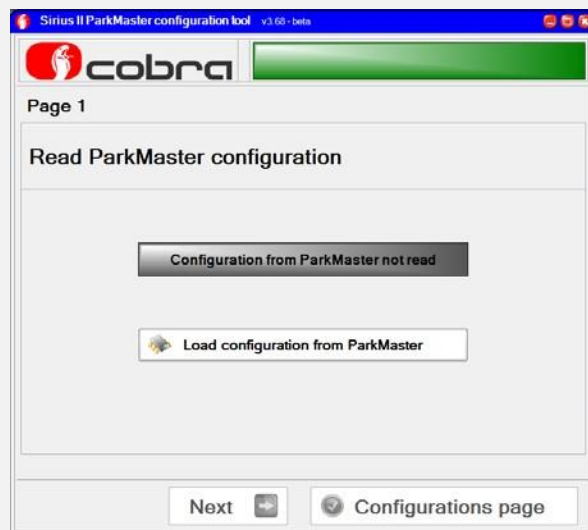 Sirius II ParkMaster configuration tool v3.68 - beta
cobra
Page 1
Read ParkMaster configuration
Configuration from ParkMaster not read
Load configuration from ParkMaster
Next
Configurations page